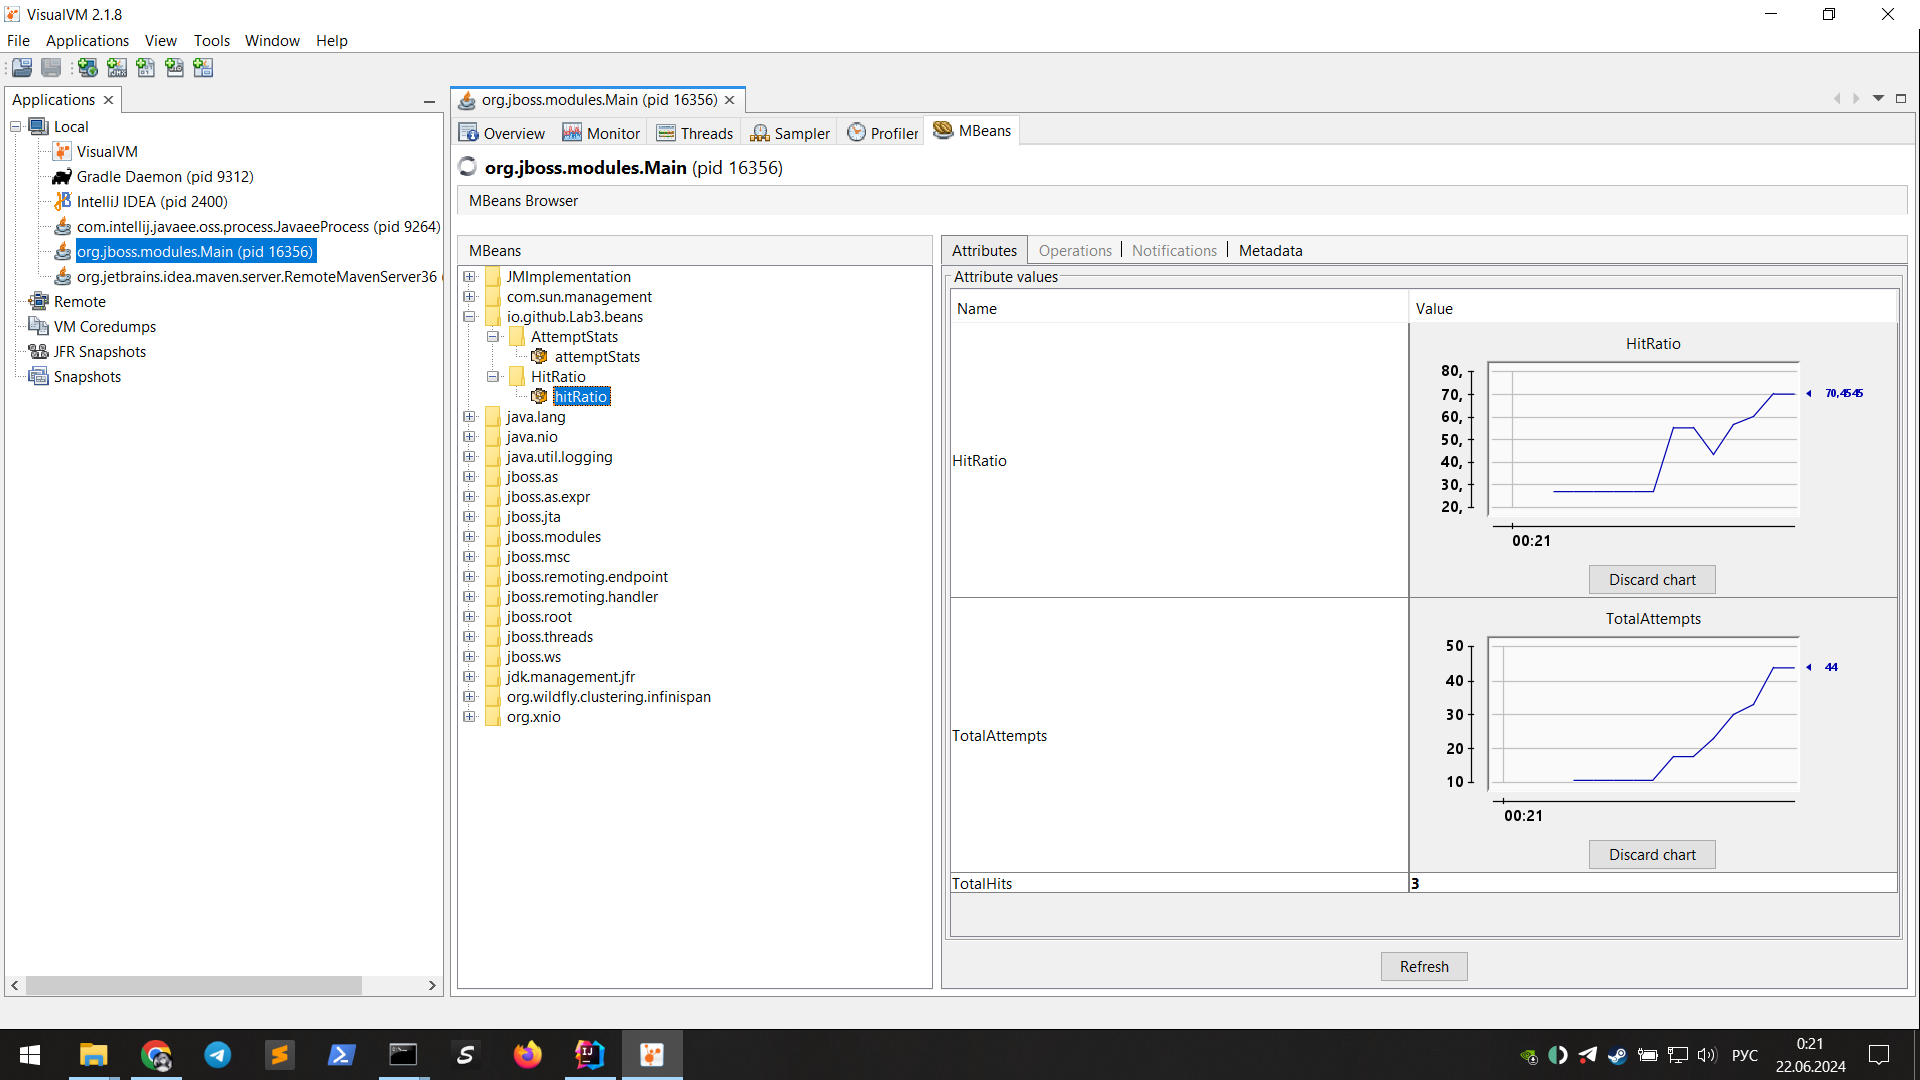 VisualVM 2.1.8
File Applications View Tools Window Help
Applications
Local
VisualVM
Gradle Daemon (pid 9312)
IntelliJ IDEA (pid 2400)
com.intellij.javaee.oss.process.JavaeeProcess (pid 9264)
org.jboss.modules.Main (pid 16356)
org.jetbrains.idea.maven.server.RemoteMavenServer36
Remote
VM Coredumps
JFR Snapshots
Snapshots
org.jboss.modules.Main (pid 16356)
Overview Monitor Threads Sampler Profiler MBeans
org.jboss.modules.Main (pid 16356)
MBeans Browser
MBeans
JMImplementation
com.sun.management
io.github.Lab3.beans
AttemptStats
attemptStats
HitRatio
hitRatio
java.lang
java.nio
java.util.logging
jboss.as
jboss.as.expr
jboss.jta
jboss.modules
jboss.msc
jboss.remoting.endpoint
jboss.remoting.handler
jboss.root
jboss.threads
jboss.ws
jdk.management.jfr
org.wildfly.clustering.infinispan
org.xnio
Attributes Operations Notifications Metadata
Attribute values
Name Value
HitRatio
HitRatio
80,
70,
60,
50,
40,
30,
20,
70,4545
00:21
Discard chart
TotalAttempts
TotalAttempts
50
40
30
20
10
44
00:21
Discard chart
TotalHits 3
Refresh
РУС
0:21
22.06.2024